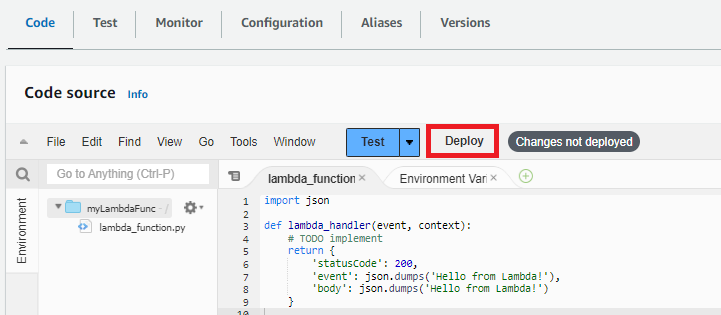 Code Test Monitor Configuration Aliases Versions
Code source Info
File Edit Find View Go Tools Window Test Deploy Changes not deployed
Go to Anything (Ctrl-P) lambda_function Environment Vari
Environment
myLambdaFunc - /
lambda_function.py
1 import json
2
3 def lambda_handler(event, context):
4 # TODO implement
5 return {
6 'statusCode': 200,
7 'event': json.dumps('Hello from Lambda!'),
8 'body': json.dumps('Hello from Lambda!')
9 }
10